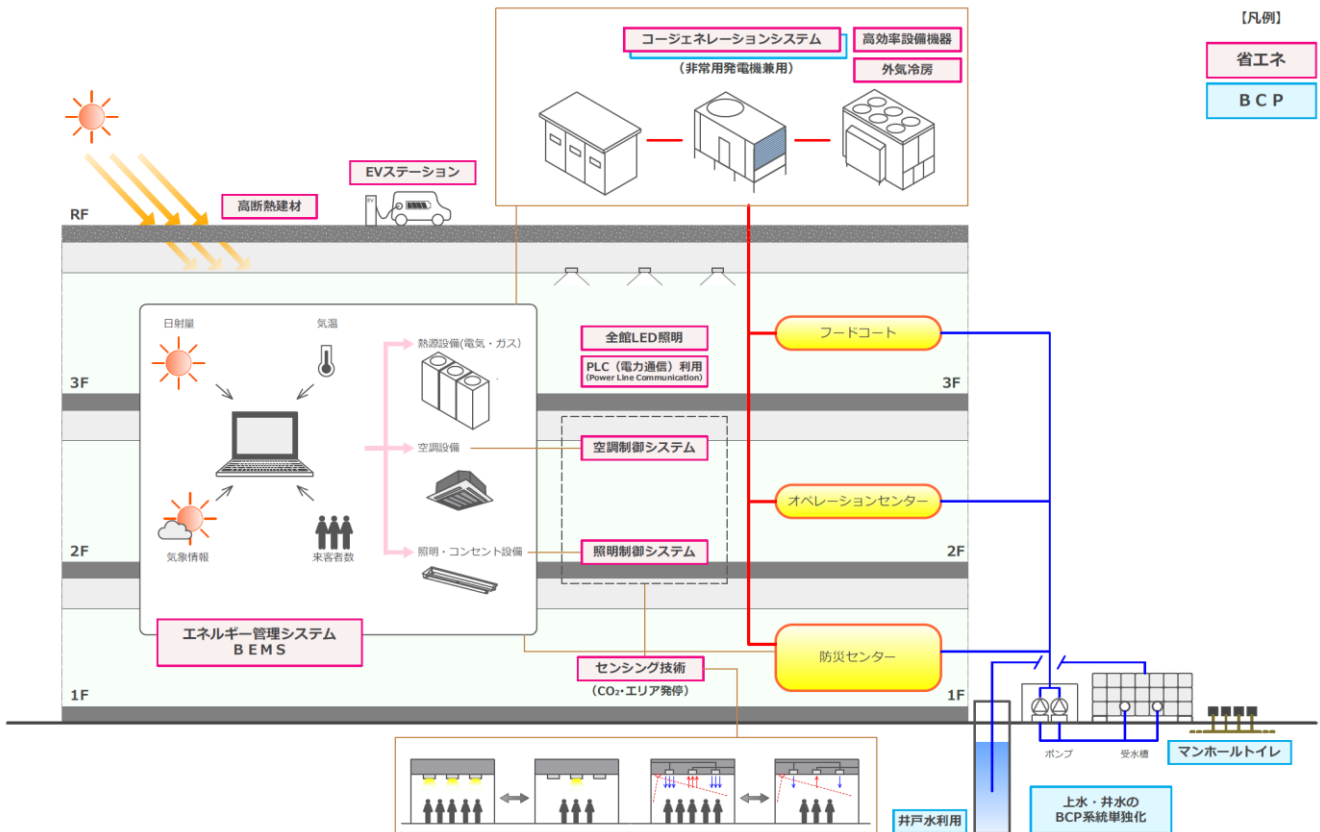 【凡例】
省エネ
BCP
コージェネレーションシステム
(非常用発電機兼用)
高効率設備機器
外気冷房
EVステーション
EV
高断熱建材
RF
日射量
気温
熱源設備(電気・ガス)
全館LED照明
PLC（電力通信）利用
(Power Line Communication)
フードコート
3F
3F
空調設備
空調制御システム
オペレーションセンター
気象情報
来客者数
照明・コンセント設備
照明制御システム
2F
2F
エネルギー管理システム
BEMS
防災センター
センシング技術
(CO₂・エリア発停)
1F
1F
ポンプ
受水槽
マンホールトイレ
井戸水利用
上水・井水の
BCP系統単独化